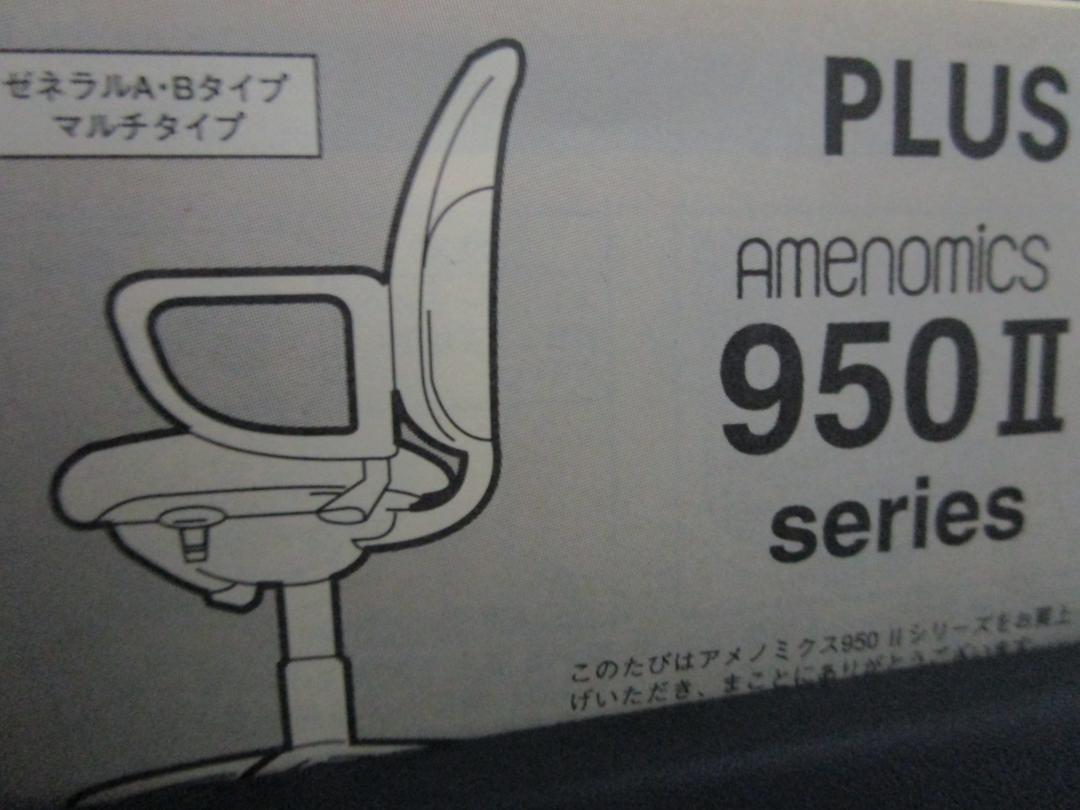 ゼネラルA・Bタイプ
マルチタイプ
PLUS
Amenomics
950 II
series
このたびはアメノミクス950 IIシリーズをお買上
げいただき、まことにありがとうございます